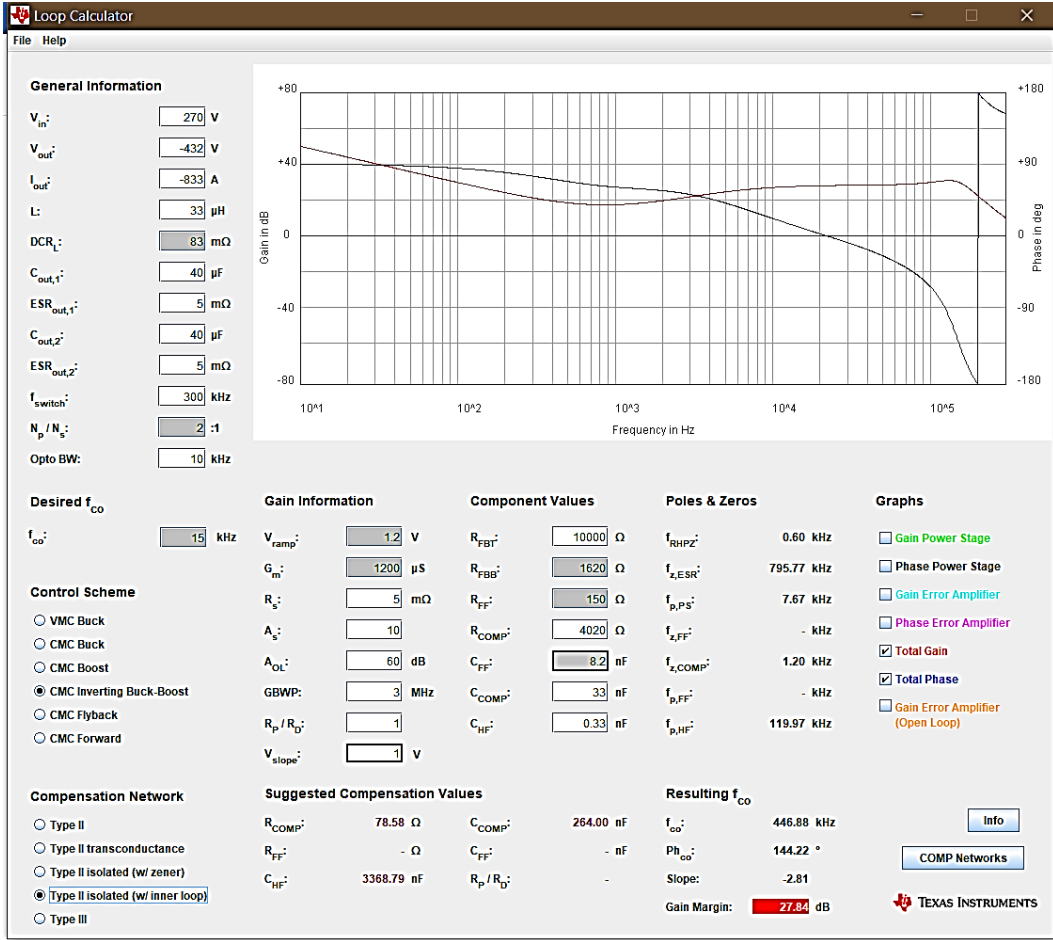 Loop Calculator
File Help
General Information
Vin: 270 V
Vout: -432 V
Iout: -833 A
L: 33 µH
DCRL: 83 mΩ
Cout,1: 40 µF
ESRout,1: 5 mΩ
Cout,2: 40 µF
ESRout,2: 5 mΩ
fswitch: 300 kHz
Np / Ns: 2 :1
Opto BW: 10 kHz
+80
+40
0
-40
-80
Gain in dB
+180
+90
0
-90
-180
Phase in deg
10^1 10^2 10^3 10^4 10^5
Frequency in Hz
Desired fco
fco: 15 kHz
Control Scheme
VMC Buck
CMC Buck
CMC Boost
CMC Inverting Buck-Boost
CMC Flyback
CMC Forward
Compensation Network
Type II
Type II transconductance
Type II isolated (w/ zener)
Type II isolated (w/ inner loop)
Type III
Gain Information
Vramp: 1.2 V
Gm: 1200 µS
Rs: 5 mΩ
As: 10
AOL: 60 dB
GBWP: 3 MHz
RP / RD: 1
Vslope: 1 V
Component Values
RFBT: 10000 Ω
RFBB: 1620 Ω
RFF: 150 Ω
RCOMP: 4020 Ω
CFF: 8.2 nF
CCOMP: 33 nF
CHF: 0.33 nF
Poles & Zeros
fRHPZ: 0.60 kHz
fz,ESR: 795.77 kHz
fp,PS: 7.67 kHz
fz,FF: - kHz
fz,COMP: 1.20 kHz
fp,FF: - kHz
fp,HF: 119.97 kHz
Graphs
Gain Power Stage
Phase Power Stage
Gain Error Amplifier
Phase Error Amplifier
Total Gain
Total Phase
Gain Error Amplifier
(Open Loop)
Suggested Compensation Values
RCOMP: 78.58 Ω CCOMP: 264.00 nF
RFF: - Ω CFF: - nF
CHF: 3368.79 nF RP / RD: -
Resulting fco
fco: 446.88 kHz
Phco: 144.22 °
Slope: -2.81
Gain Margin: 27.84 dB
Info
COMP Networks
TEXAS INSTRUMENTS